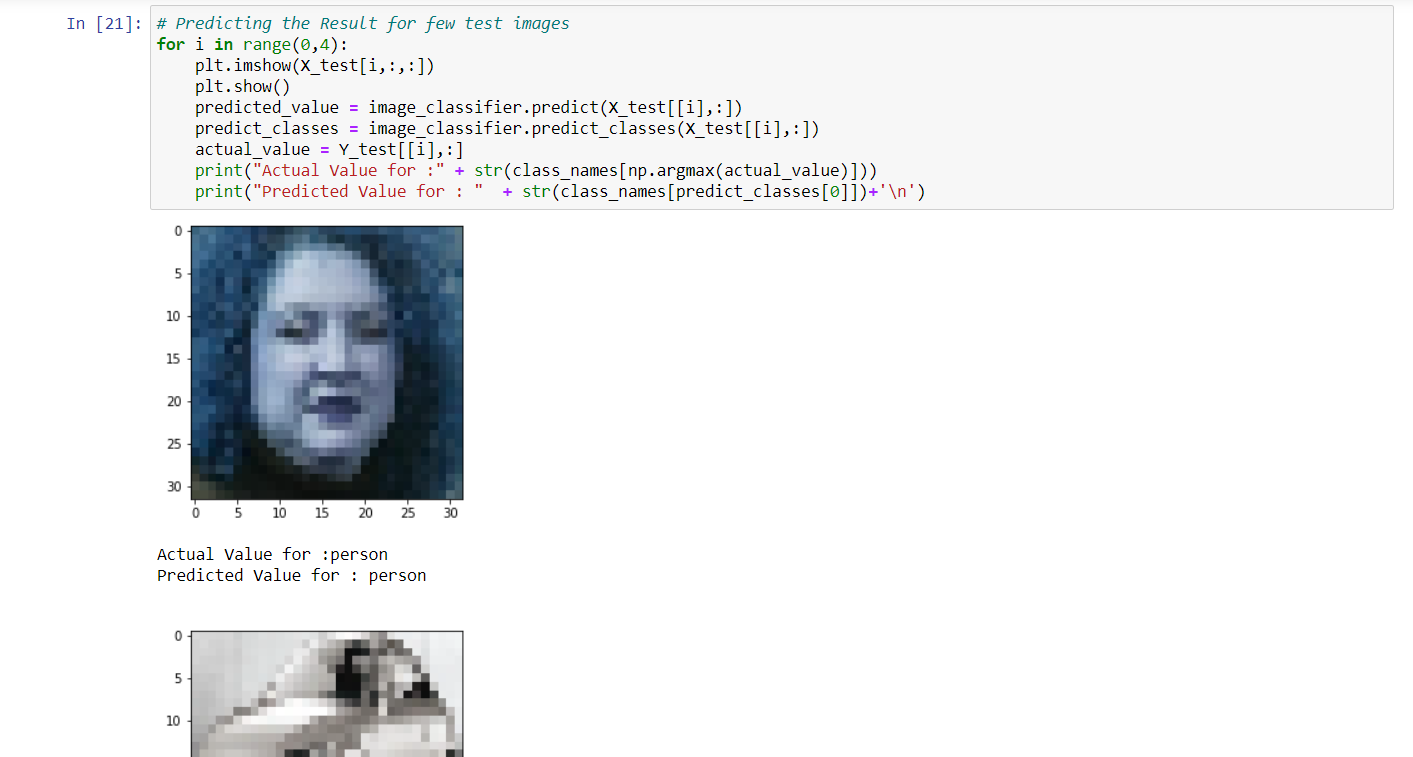 In [21]: # Predicting the Result for few test images
for i in range(0,4):
    plt.imshow(X_test[i,:,:])
    plt.show()
    predicted_value = image_classifier.predict(X_test[[i],:])
    predict_classes = image_classifier.predict_classes(X_test[[i],:])
    actual_value = Y_test[[i],:]
    print("Actual Value for :" + str(class_names[np.argmax(actual_value)]))
    print("Predicted Value for : "  + str(class_names[predict_classes[0]])+'\n')
0
5
10
15
20
25
30
0 5 10 15 20 25 30
Actual Value for :person
Predicted Value for : person
0
5
10